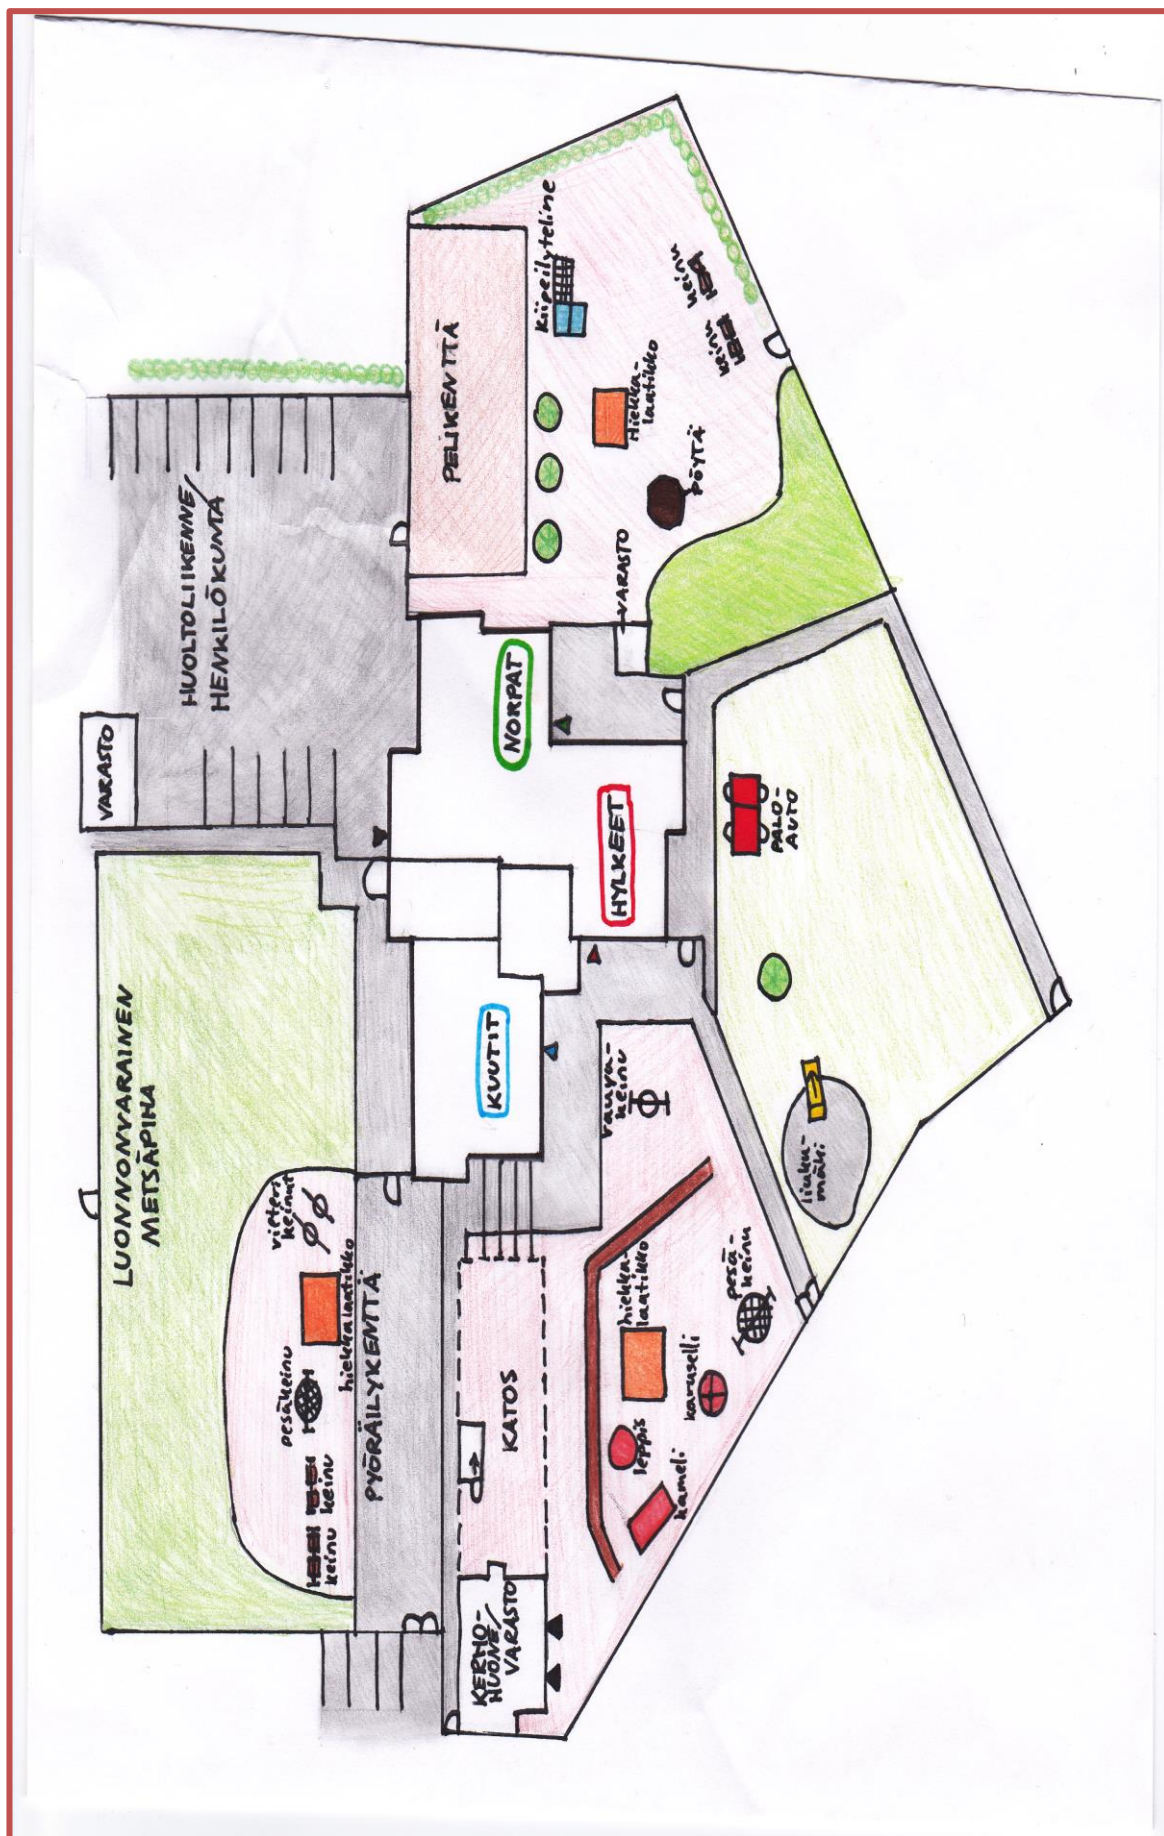 LUONNONVARAINEN
METSÄPIHA
VARASTO
HUOLTOLIIKENNE/
HENKILÖKUNTA
vieteri
keinut
hiekkalaatikko
pesäkeinu
keinu
keinu
PYÖRÄILYKENTTÄ
PELIKENTTÄ
Kiipeilyteline
Hiekka-
laatikko
keinu
keinu
PÖYTÄ
VARASTO
NORPAT
HYLKEET
KUUTIT
KATOS
KERHO-
HUONE/
VARASTO
vauva-
keinu
hiekka
laatikko
pesä-
keinu
karuselli
leppis
kameli
PALO-
AUTO
liuku-
mäki